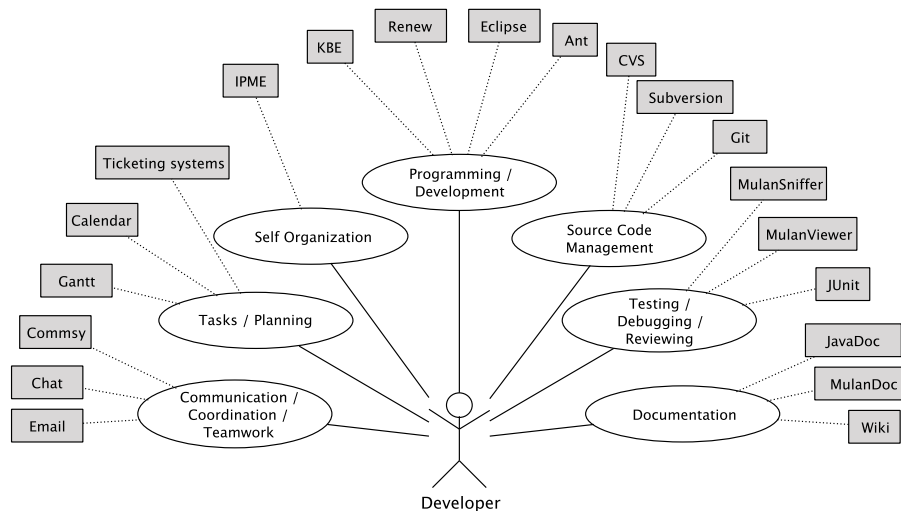 Renew
Eclipse
KBE
Ant
CVS
IPME
Subversion
Git
Ticketing systems
Programming /
Development
MulanSniffer
Calendar
Self Organization
Source Code
Management
MulanViewer
Gantt
JUnit
Tasks / Planning
Testing /
Debugging /
Reviewing
Commsy
JavaDoc
Chat
MulanDoc
Communication /
Coordination /
Teamwork
Documentation
Email
Wiki
Developer